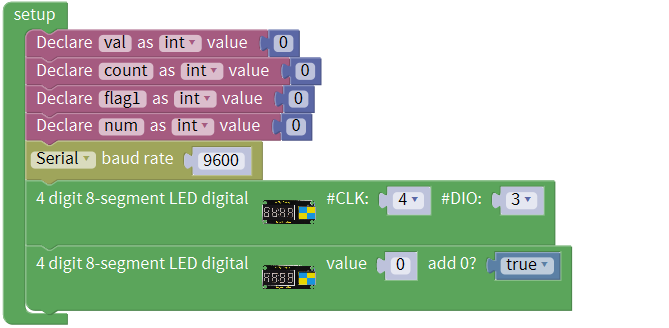 setup
Declare val as int value 0
Declare count as int value 0
Declare flag1 as int value 0
Declare num as int value 0
Serial baud rate 9600
4 digit 8-segment LED digital #CLK: 4 #DIO: 3
4 digit 8-segment LED digital value 0 add 0? true